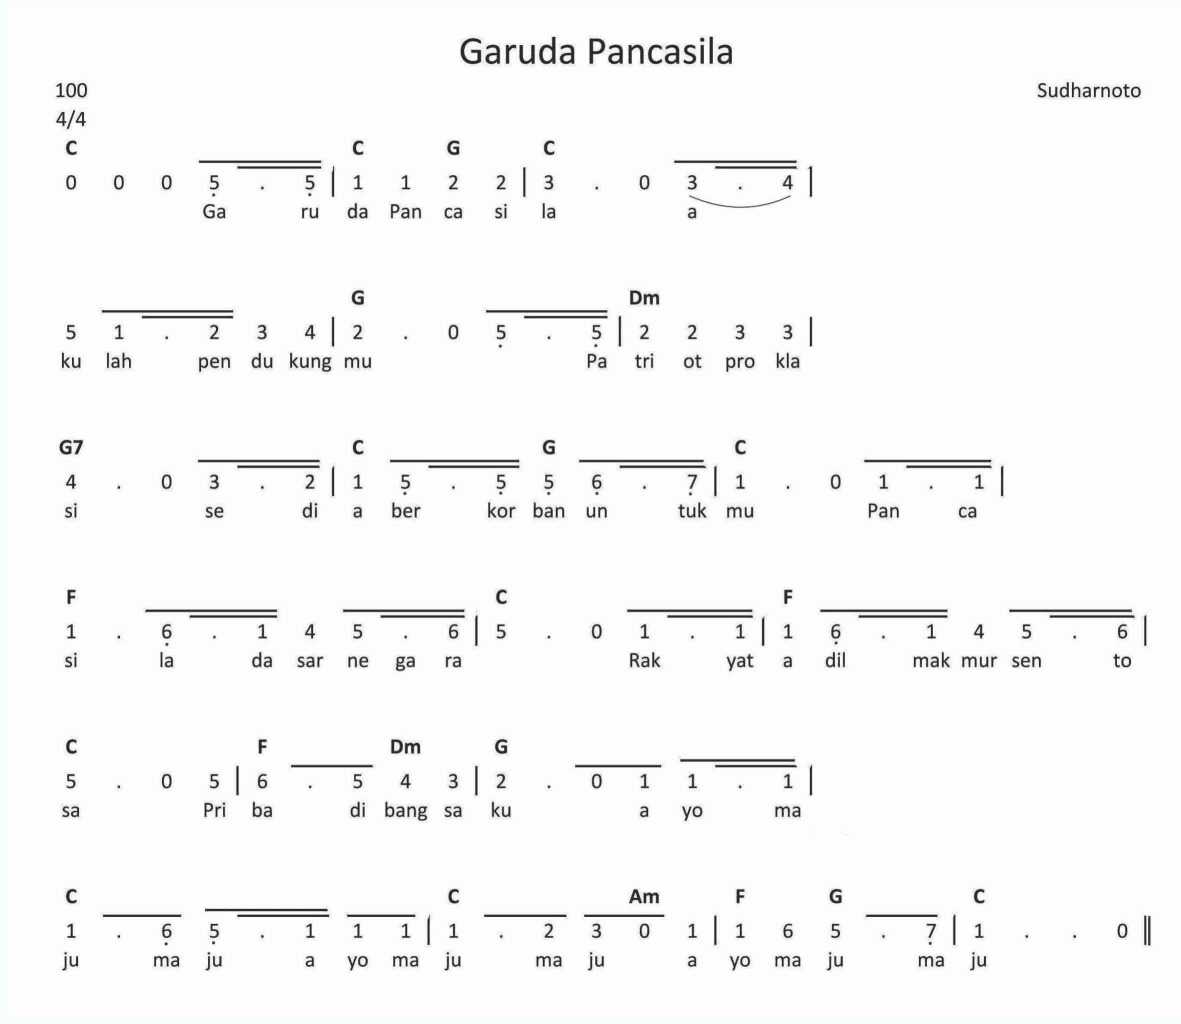 Garuda Pancasila
100 Sudharnoto
4/4
C C G C
0 0 0 5̣ . 5̣ | 1 1 2 2 | 3 . 0 3 . 4 |
Ga ru da Pan ca si la a
G Dm
5 1 . 2 3 4 | 2 . 0 5̣ . 5̣ | 2 2 3 3 |
ku lah pen du kung mu Pa tri ot pro kla
G7 C G C
4 . 0 3 . 2 | 1 5̣ . 5̣ 5̣ 6̣ . 7̣ | 1 . 0 1 . 1 |
si se di a ber kor ban un tuk mu Pan ca
F C F
1 . 6̣ . 1 4 5 . 6 | 5 . 0 1 . 1 | 1 6̣ . 1 4 5 . 6 |
si la da sar ne ga ra Rak yat a dil mak mur sen to
C F Dm G
5 . 0 5 | 6 . 5 4 3 | 2 . 0 1 1 . 1 |
sa Pri ba di bang sa ku a yo ma
C C Am F G C
1 . 6̣ 5̣ . 1 1 1 | 1 . 2 3 0 1 | 1 6 5 . 7̣ | 1 . . 0 ||
ju ma ju a yo ma ju ma ju a yo ma ju ma ju